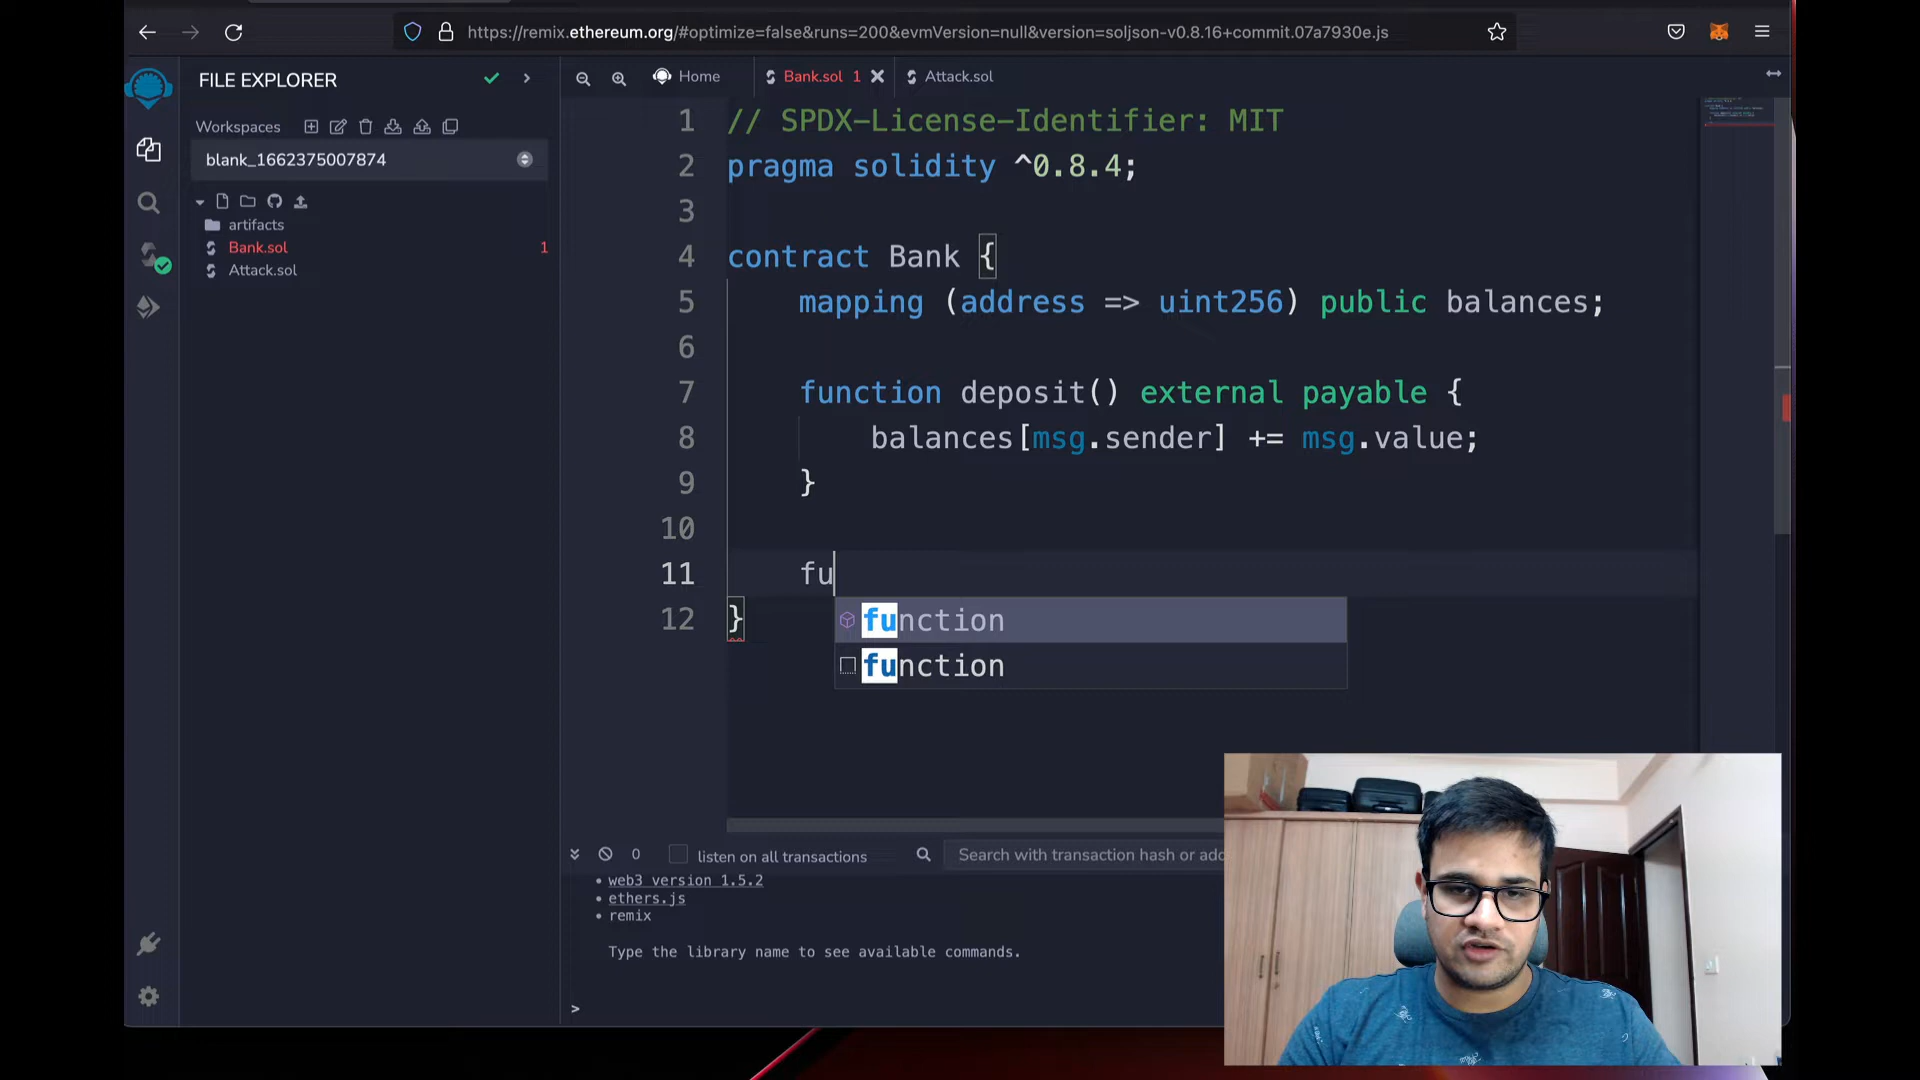 https://remix.ethereum.org/#optimize=false&runs=200&evmVersion=null&version=soljson-v0.8.16+commit.07a7930e.js
FILE EXPLORER
Home
Bank.sol 1
Attack.sol
Workspaces
blank_1662375007874
artifacts
Bank.sol 1
Attack.sol
1 // SPDX-License-Identifier: MIT
2 pragma solidity ^0.8.4;
3
4 contract Bank {
5 mapping (address => uint256) public balances;
6
7 function deposit() external payable {
8 balances[msg.sender] += msg.value;
9 }
10
11 fu
12 }
function
function
0 listen on all transactions
Search with transaction hash or add
• web3 version 1.5.2
• ethers.js
• remix
Type the library name to see available commands.
>